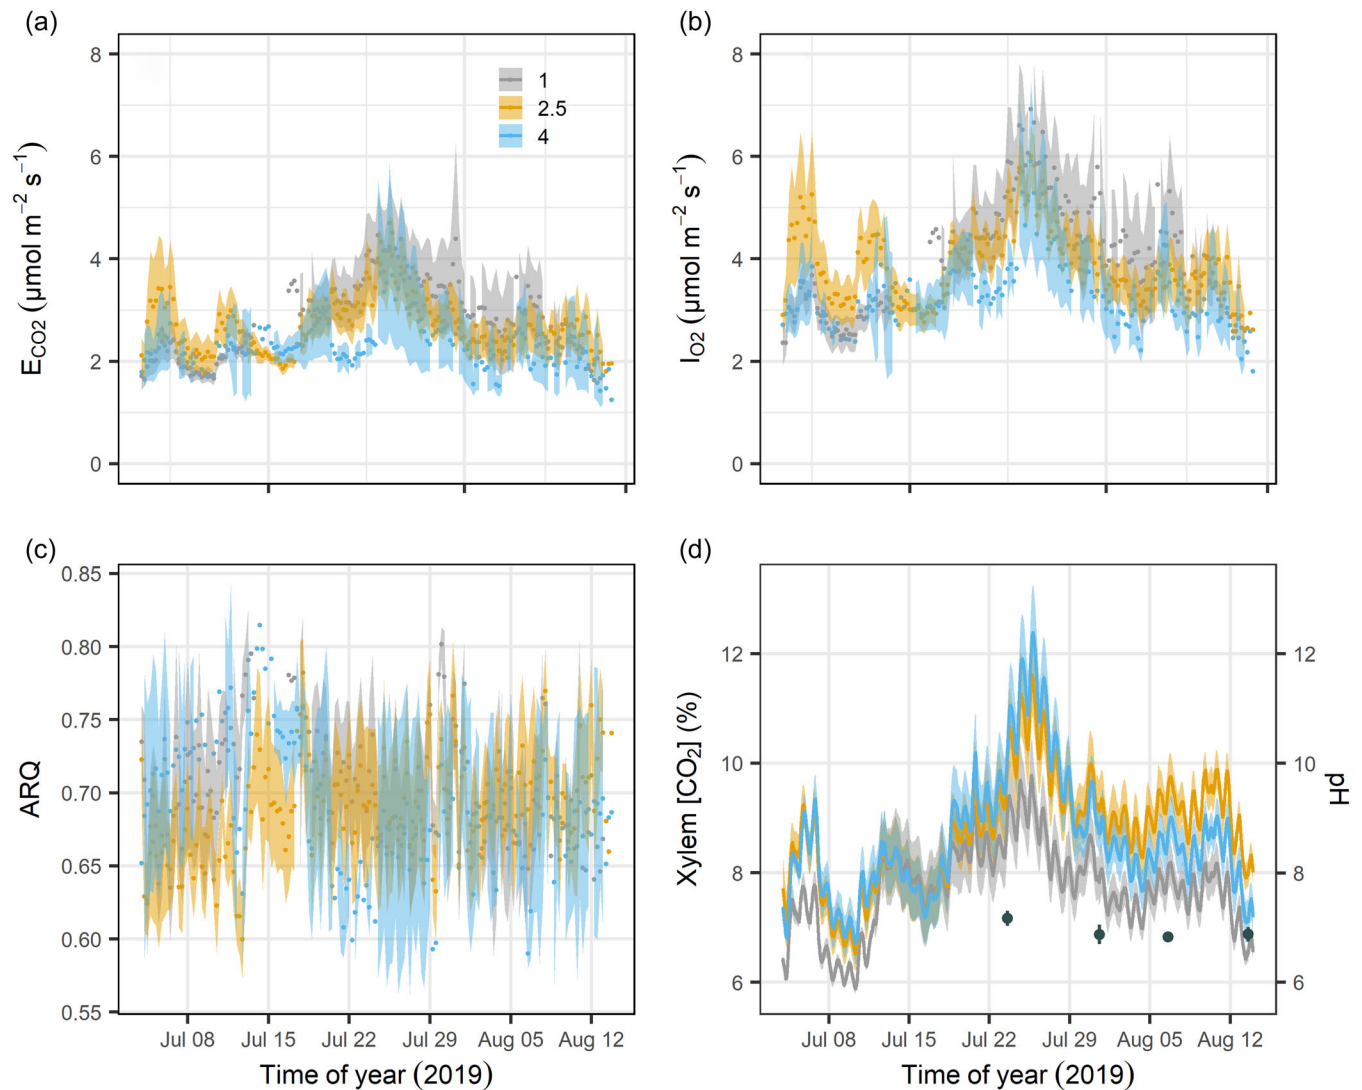 (a)
(b)
8
6
4
2
0
E_CO2 (μmol m⁻² s⁻¹)
1
2.5
4
8
6
4
2
0
I_O2 (μmol m⁻² s⁻¹)
(c)
(d)
0.85
0.80
0.75
0.70
0.65
0.60
0.55
ARQ
Jul 08 Jul 15 Jul 22 Jul 29 Aug 05 Aug 12
Time of year (2019)
12
10
8
6
Xylem [CO₂] (%)
12
10
8
6
pH
Jul 08 Jul 15 Jul 22 Jul 29 Aug 05 Aug 12
Time of year (2019)